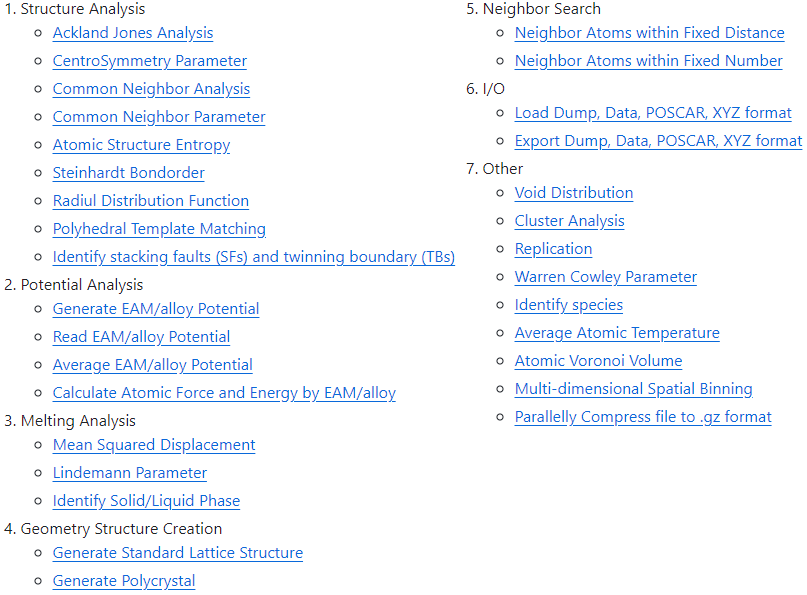 1. Structure Analysis
Ackland Jones Analysis
CentroSymmetry Parameter
Common Neighbor Analysis
Common Neighbor Parameter
Atomic Structure Entropy
Steinhardt Bondorder
Radiul Distribution Function
Polyhedral Template Matching
Identify stacking faults (SFs) and twinning boundary (TBs)
2. Potential Analysis
Generate EAM/alloy Potential
Read EAM/alloy Potential
Average EAM/alloy Potential
Calculate Atomic Force and Energy by EAM/alloy
3. Melting Analysis
Mean Squared Displacement
Lindemann Parameter
Identify Solid/Liquid Phase
4. Geometry Structure Creation
Generate Standard Lattice Structure
Generate Polycrystal
5. Neighbor Search
Neighbor Atoms within Fixed Distance
Neighbor Atoms within Fixed Number
6. I/O
Load Dump, Data, POSCAR, XYZ format
Export Dump, Data, POSCAR, XYZ format
7. Other
Void Distribution
Cluster Analysis
Replication
Warren Cowley Parameter
Identify species
Average Atomic Temperature
Atomic Voronoi Volume
Multi-dimensional Spatial Binning
Parallelly Compress file to .gz format